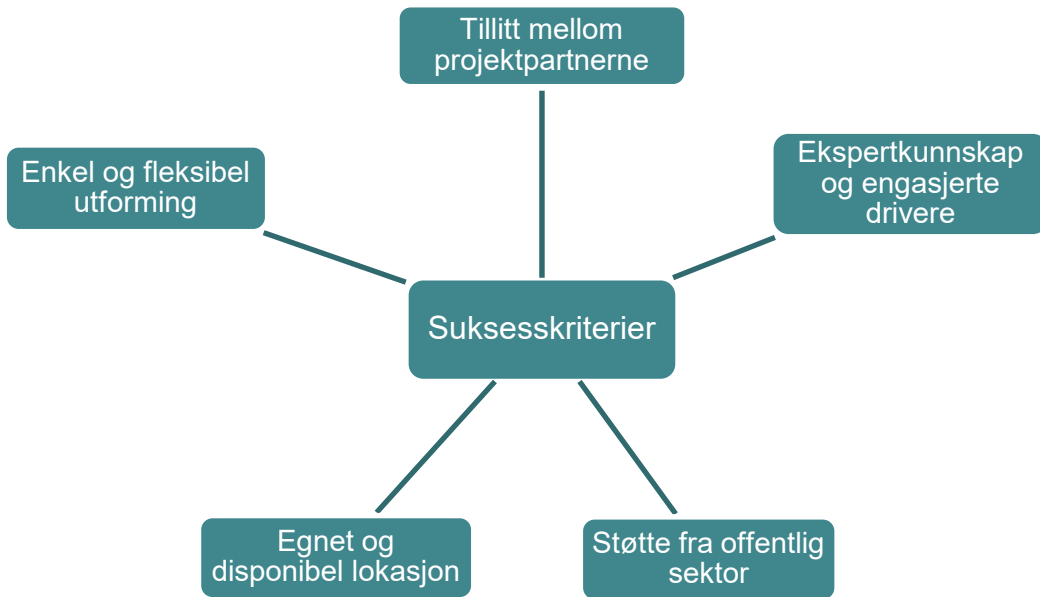 Tillitt mellom
projektpartnerne
Enkel og fleksibel
utforming
Ekspertkunnskap
og engasjerte
drivere
Suksesskriterier
Egnet og
disponibel lokasjon
Støtte fra offentlig
sektor